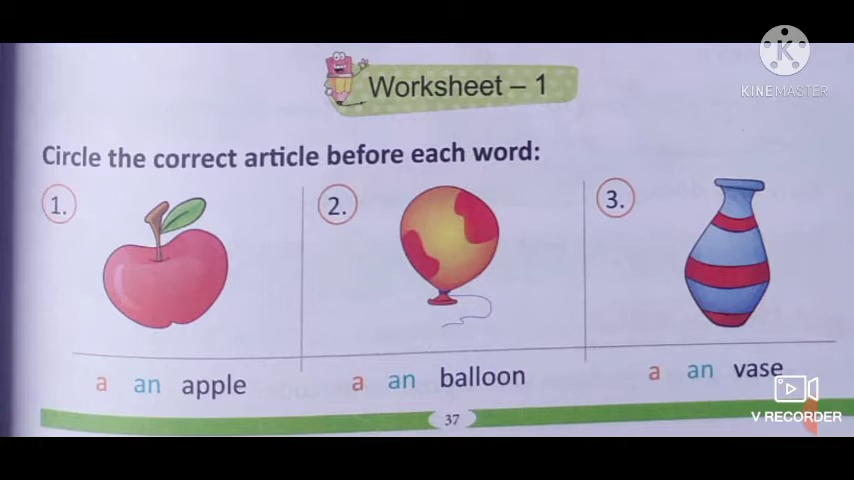 K
KINEMASTER
Worksheet – 1
Circle the correct article before each word:
1. 2. 3.
a an apple a an balloon a an vase
37
V RECORDER